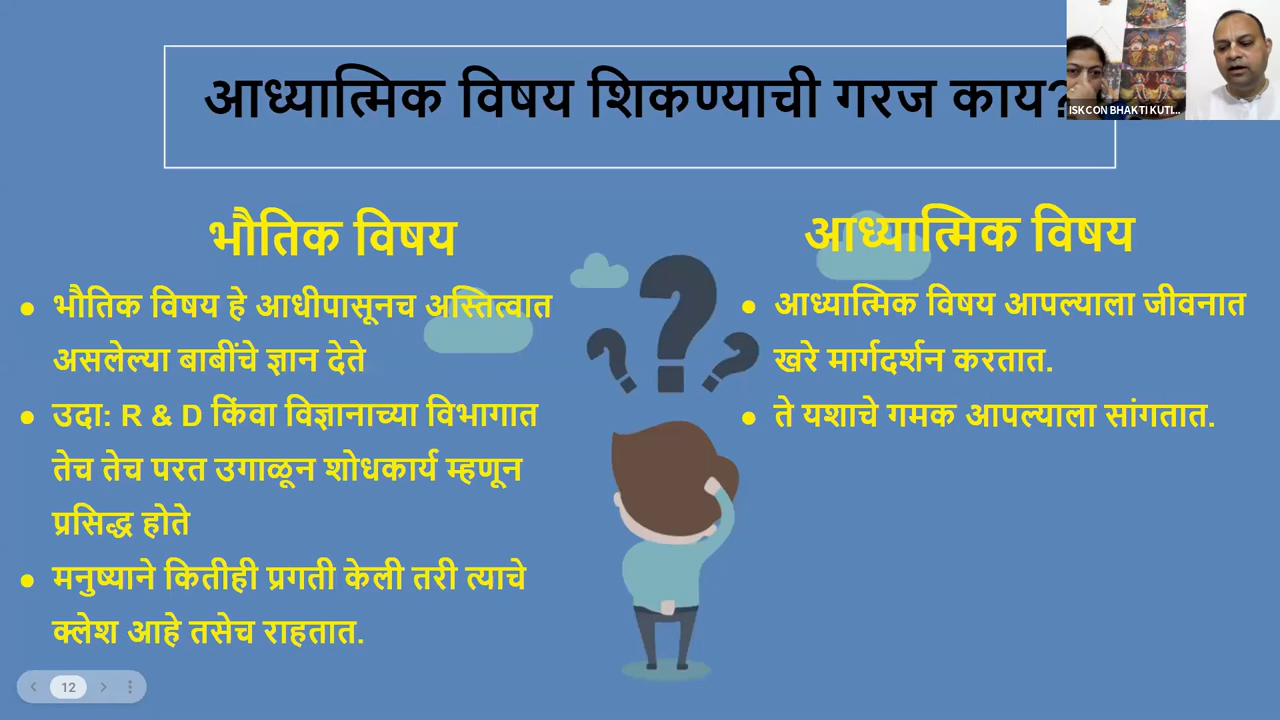 आध्यात्मिक विषय शिकण्याची गरज काय?
ISKCON BHAKTI KUTI...
भौतिक विषय
• भौतिक विषय हे आधीपासूनच अस्तित्वात
असलेल्या बाबींचे ज्ञान देते
• उदा: R & D किंवा विज्ञानाच्या विभागात
तेच तेच परत उगाळून शोधकार्य म्हणून
प्रसिद्ध होते
• मनुष्याने कितीही प्रगती केली तरी त्याचे
क्लेश आहे तसेच राहतात.
आध्यात्मिक विषय
• आध्यात्मिक विषय आपल्याला जीवनात
खरे मार्गदर्शन करतात.
• ते यशाचे गमक आपल्याला सांगतात.
12